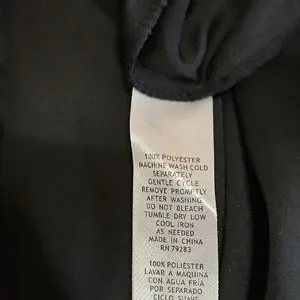 100% POLYESTER
MACHINE WASH COLD
SEPARATELY
GENTLE CYCLE
REMOVE PROMPTLY
AFTER WASHING
DO NOT BLEACH
TUMBLE DRY LOW
COOL IRON
AS NEEDED
MADE IN CHINA
RN 79283
100% POLIÉSTER
LAVAR A MAQUINA
CON AGUA FRIA
POR SEPARADO
CICLO SUAVE